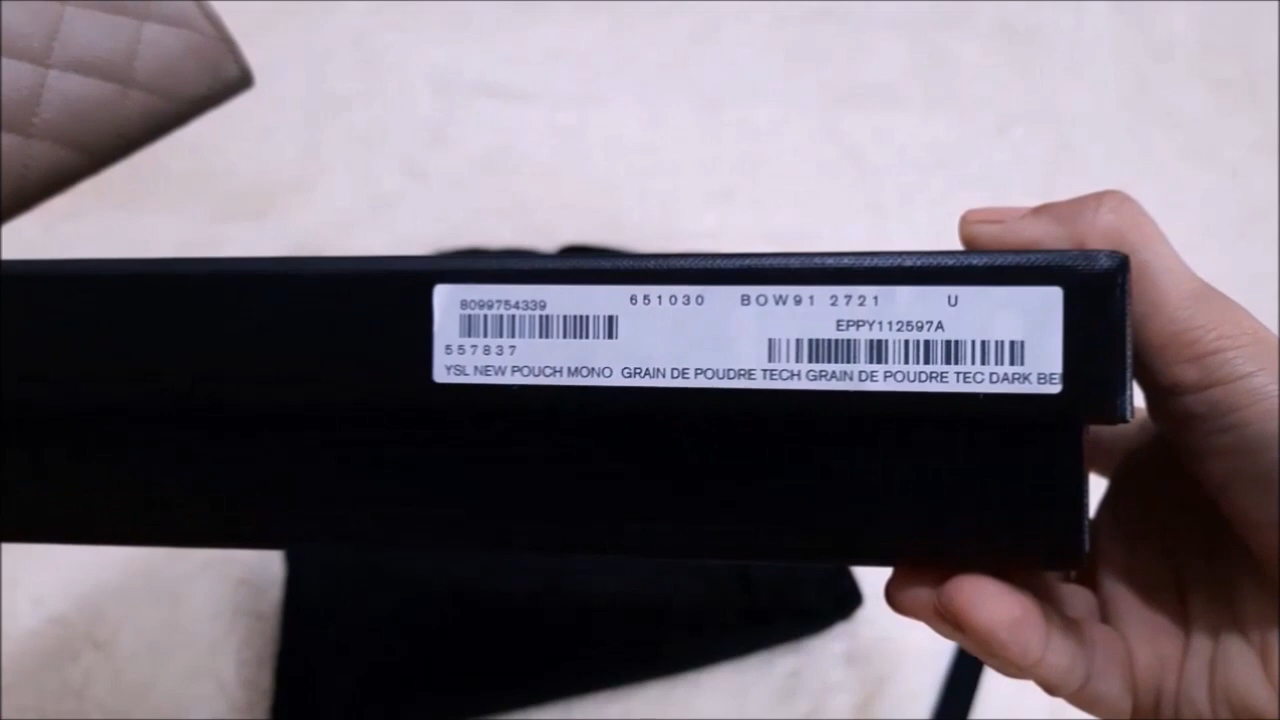 8099754339 651030 BOW91 2721 U
EPPY112597A
557837
YSL NEW POUCH MONO GRAIN DE POUDRE TECH GRAIN DE POUDRE TEC DARK BEI